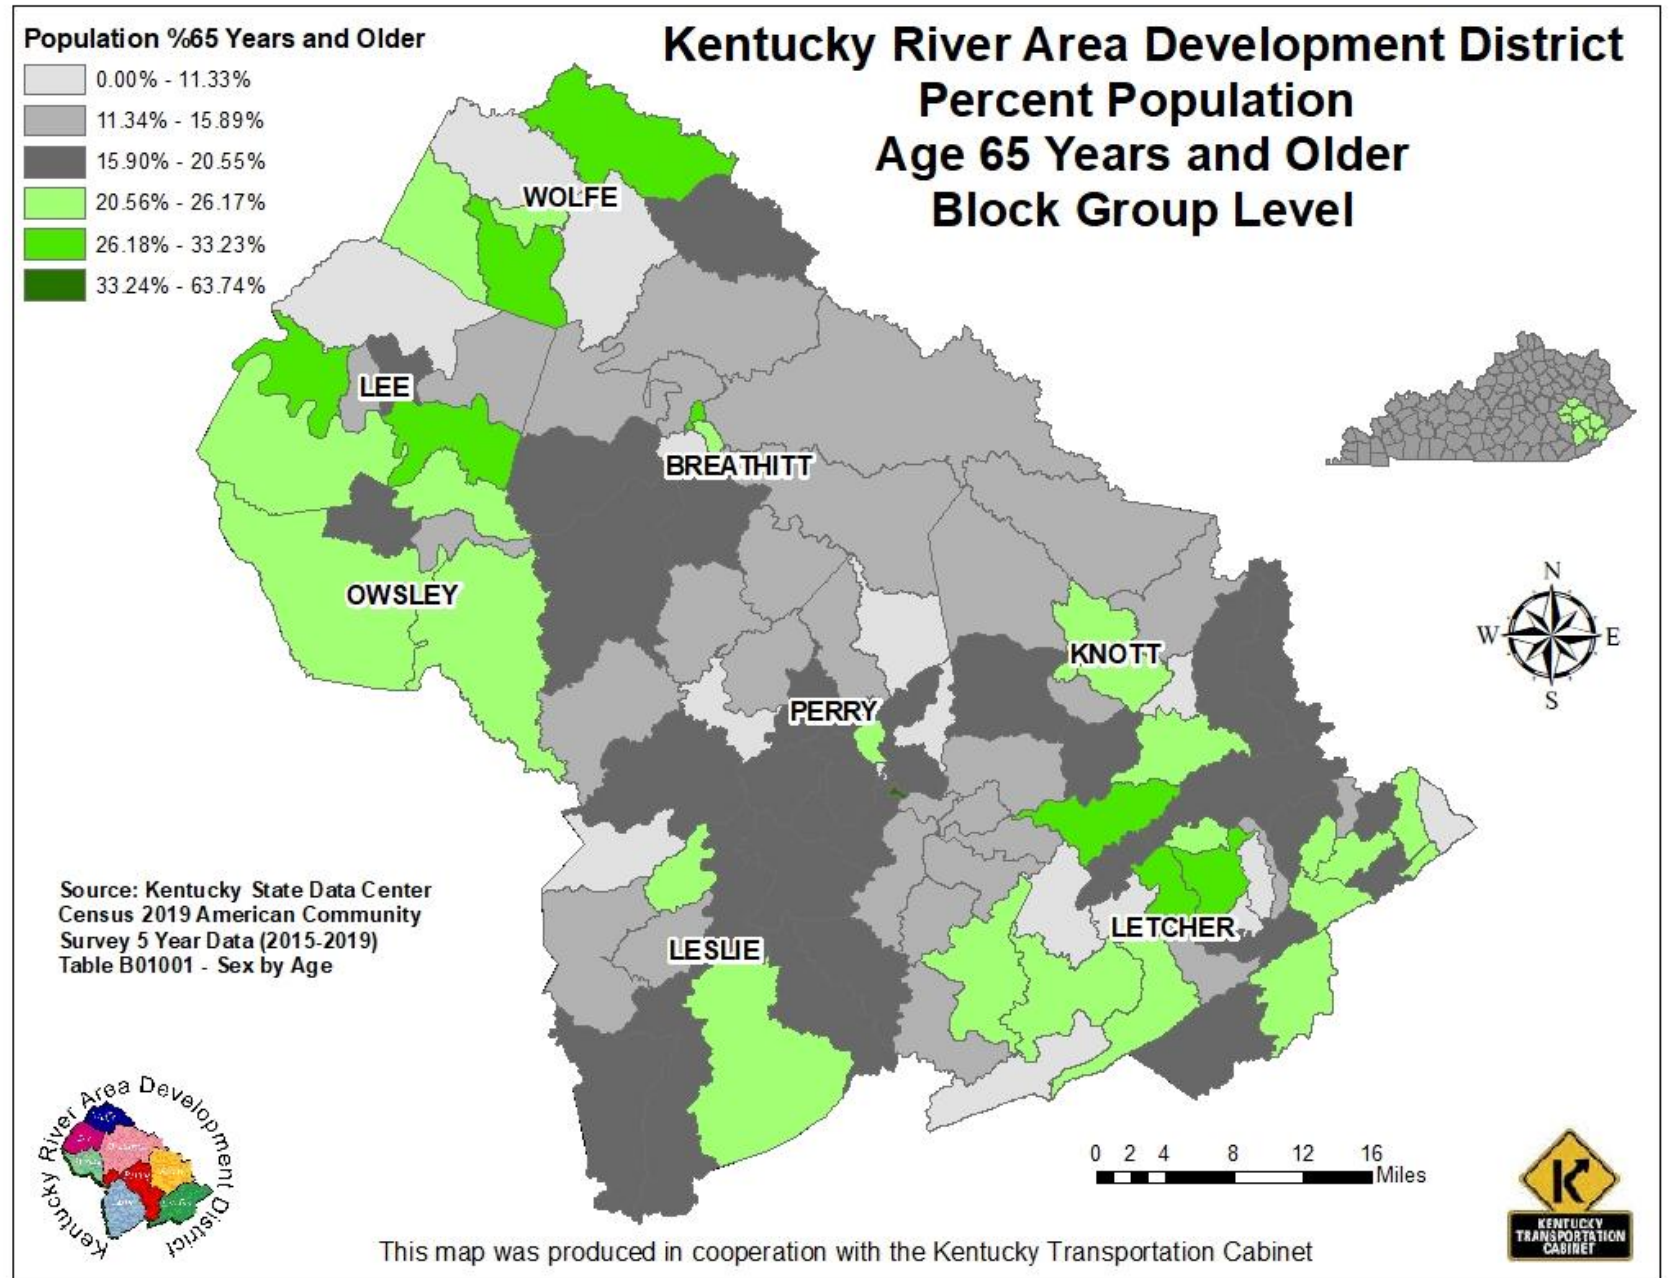 Population %65 Years and Older
0.00% - 11.33%
11.34% - 15.89%
15.90% - 20.55%
20.56% - 26.17%
26.18% - 33.23%
33.24% - 63.74%
Kentucky River Area Development District
Percent Population
Age 65 Years and Older
Block Group Level
WOLFE
LEE
BREATHITT
OWSLEY
KNOTT
PERRY
LETCHER
LESLIE
N
W
E
S
Source: Kentucky State Data Center
Census 2019 American Community
Survey 5 Year Data (2015-2019)
Table B01001 - Sex by Age
Kentucky River Area Development District
0 2 4 8 12 16
Miles
KENTUCKY
TRANSPORTATION
CABINET
This map was produced in cooperation with the Kentucky Transportation Cabinet